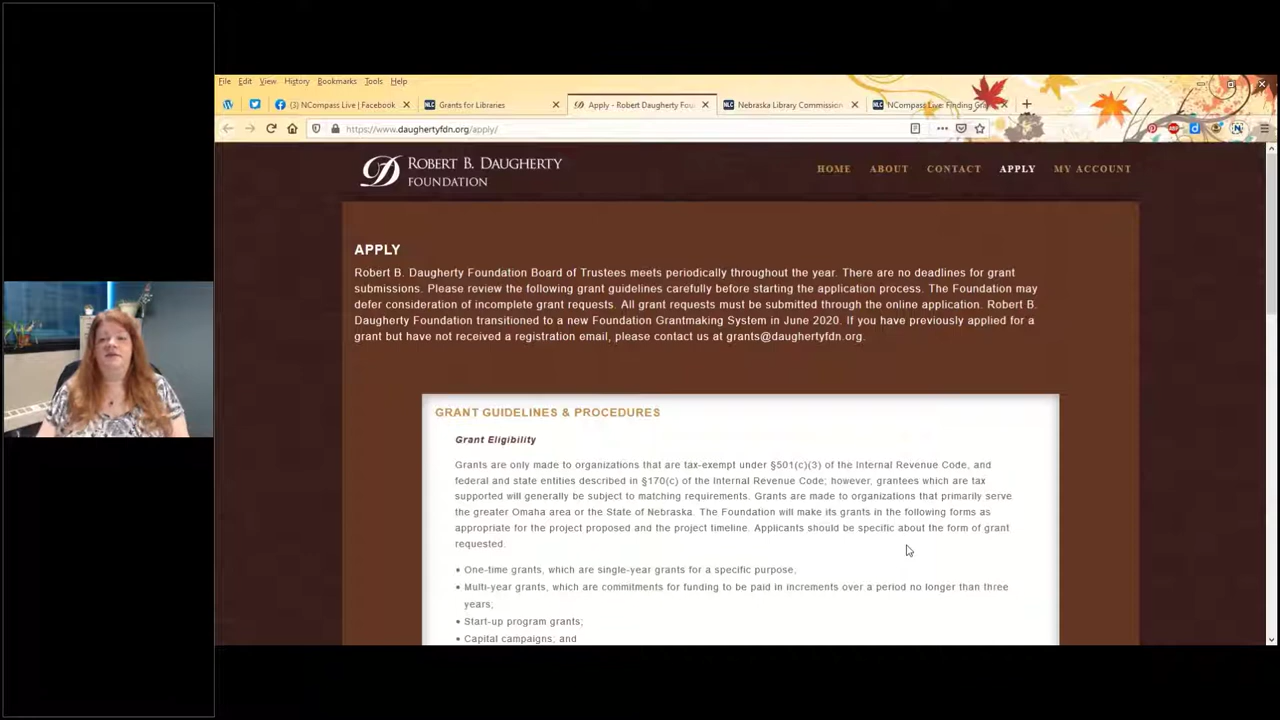 File Edit View History Bookmarks Tools Help
(3) NCompass Live | Facebook
Grants for Libraries
Apply - Robert Daugherty Fou
Nebraska Library Commission
NCompass Live: Finding Gra
https://www.daughertyfdn.org/apply/
ROBERT B. DAUGHERTY
FOUNDATION
HOME ABOUT CONTACT APPLY MY ACCOUNT
APPLY
Robert B. Daugherty Foundation Board of Trustees meets periodically throughout the year. There are no deadlines for grant
submissions. Please review the following grant guidelines carefully before starting the application process. The Foundation may
defer consideration of incomplete grant requests. All grant requests must be submitted through the online application. Robert B.
Daugherty Foundation transitioned to a new Foundation Grantmaking System in June 2020. If you have previously applied for a
grant but have not received a registration email, please contact us at grants@daughertyfdn.org.
GRANT GUIDELINES & PROCEDURES
Grant Eligibility
Grants are only made to organizations that are tax-exempt under §501(c)(3) of the Internal Revenue Code, and
federal and state entities described in §170(c) of the Internal Revenue Code; however, grantees which are tax
supported will generally be subject to matching requirements. Grants are made to organizations that primarily serve
the greater Omaha area or the State of Nebraska. The Foundation will make its grants in the following forms as
appropriate for the project proposed and the project timeline. Applicants should be specific about the form of grant
requested.
• One-time grants, which are single-year grants for a specific purpose;
• Multi-year grants, which are commitments for funding to be paid in increments over a period no longer than three
years;
• Start-up program grants;
• Capital campaigns; and